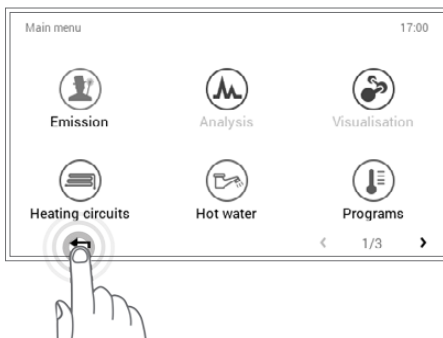 Main menu 17:00
Emission Analysis Visualisation
Heating circuits Hot water Programs
1/3